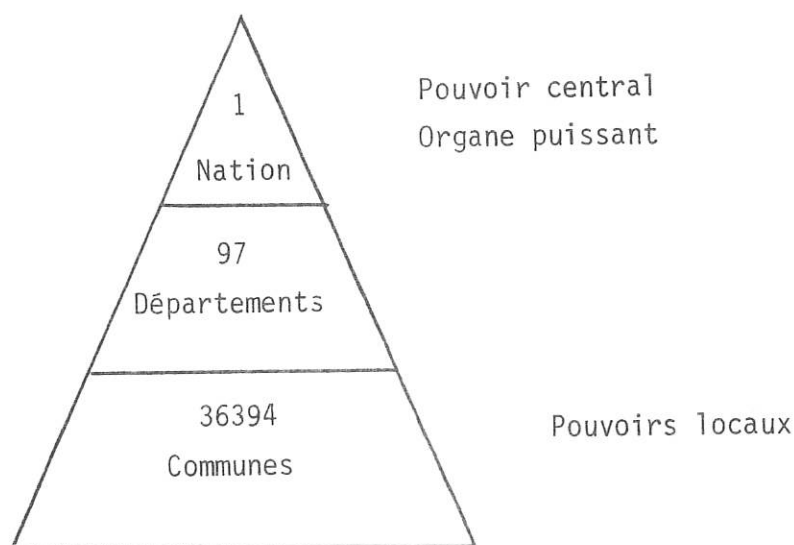 1
Nation
Pouvoir central
Organe puissant
97
Départements
36394
Communes
Pouvoirs locaux